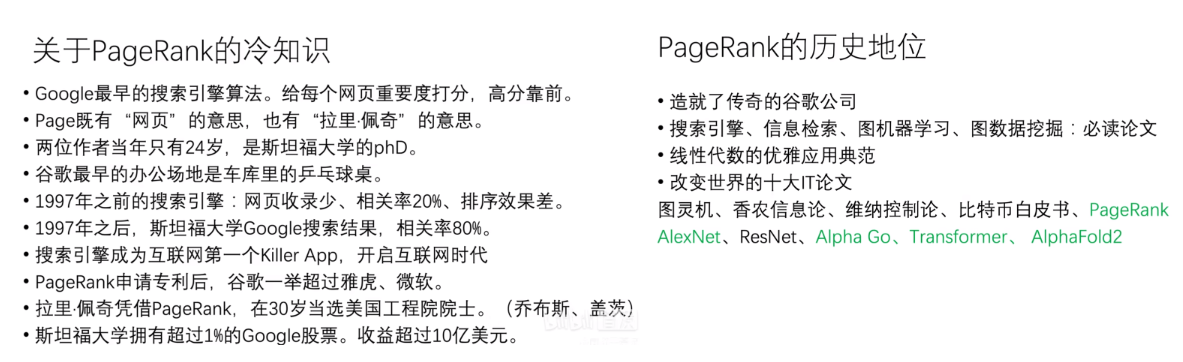 关于PageRank的冷知识
• Google最早的搜索引擎算法。给每个网页重要度打分，高分靠前。
• Page既有“网页”的意思，也有“拉里·佩奇”的意思。
• 两位作者当年只有24岁，是斯坦福大学的phD。
• 谷歌最早的办公场地是车库里的乒乓球桌。
• 1997年之前的搜索引擎：网页收录少、相关率20%、排序效果差。
• 1997年之后，斯坦福大学Google搜索结果，相关率80%。
• 搜索引擎成为互联网第一个Killer App，开启互联网时代
• PageRank申请专利后，谷歌一举超过雅虎、微软。
• 拉里·佩奇凭借PageRank，在30岁当选美国工程院院士。（乔布斯、盖茨）
• 斯坦福大学拥有超过1%的Google股票。收益超过10亿美元。
PageRank的历史地位
• 造就了传奇的谷歌公司
• 搜索引擎、信息检索、图机器学习、图数据挖掘：必读论文
• 线性代数的优雅应用典范
• 改变世界的十大IT论文
图灵机、香农信息论、维纳控制论、比特币白皮书、PageRank
AlexNet、ResNet、Alpha Go、Transformer、 AlphaFold2